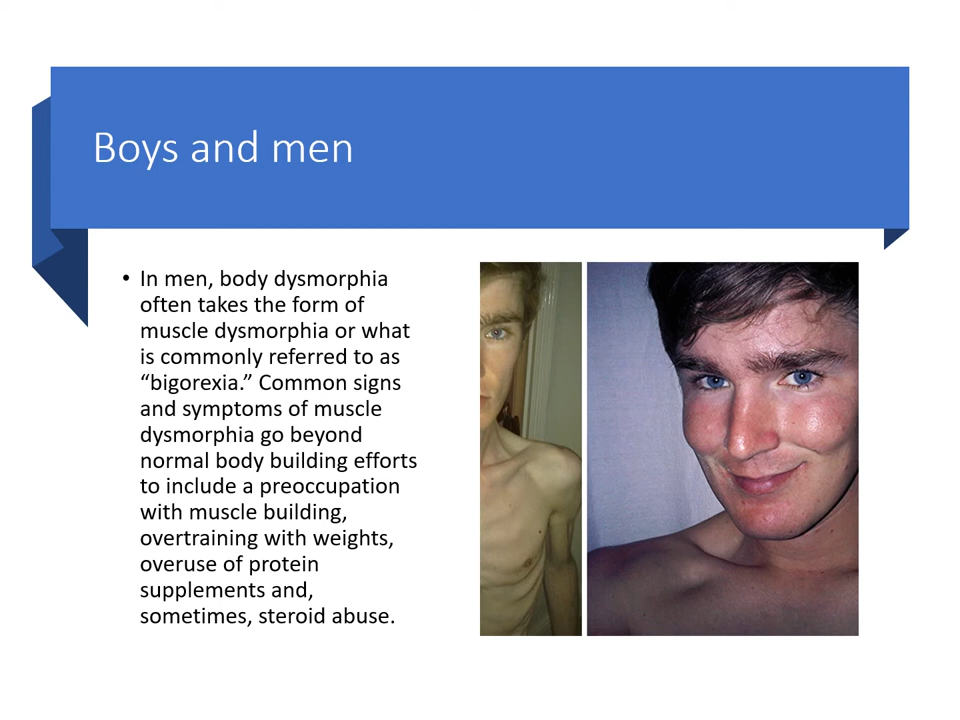 Boys and men
• In men, body dysmorphia
often takes the form of
muscle dysmorphia or what
is commonly referred to as
“bigorexia.” Common signs
and symptoms of muscle
dysmorphia go beyond
normal body building efforts
to include a preoccupation
with muscle building,
overtraining with weights,
overuse of protein
supplements and,
sometimes, steroid abuse.